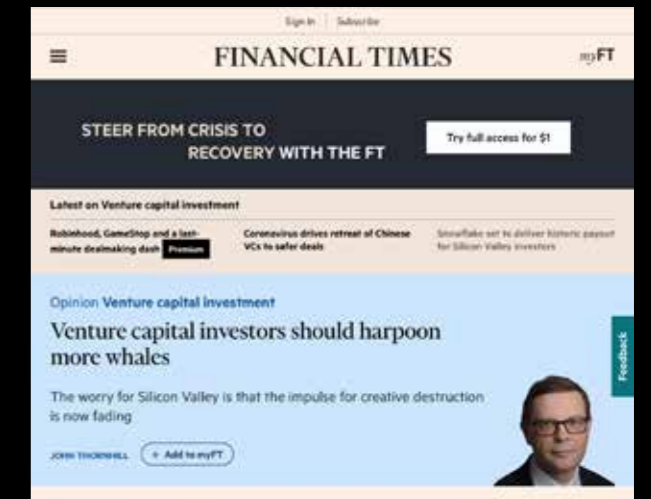 Sign In Subscribe
FINANCIAL TIMES
myFT
STEER FROM CRISIS TO
RECOVERY WITH THE FT
Try full access for $1
Latest on Venture capital investment
Robinhood, GameStop and a last-
minute dealmaking dash Premium
Coronavirus drives retreat of Chinese
VCs to safer deals
Snowflake set to deliver historic payout
for Silicon Valley investors
Opinion Venture capital investment
Venture capital investors should harpoon
more whales
The worry for Silicon Valley is that the impulse for creative destruction
is now fading
JOHN THORNHILL + Add to myFT
Feedback